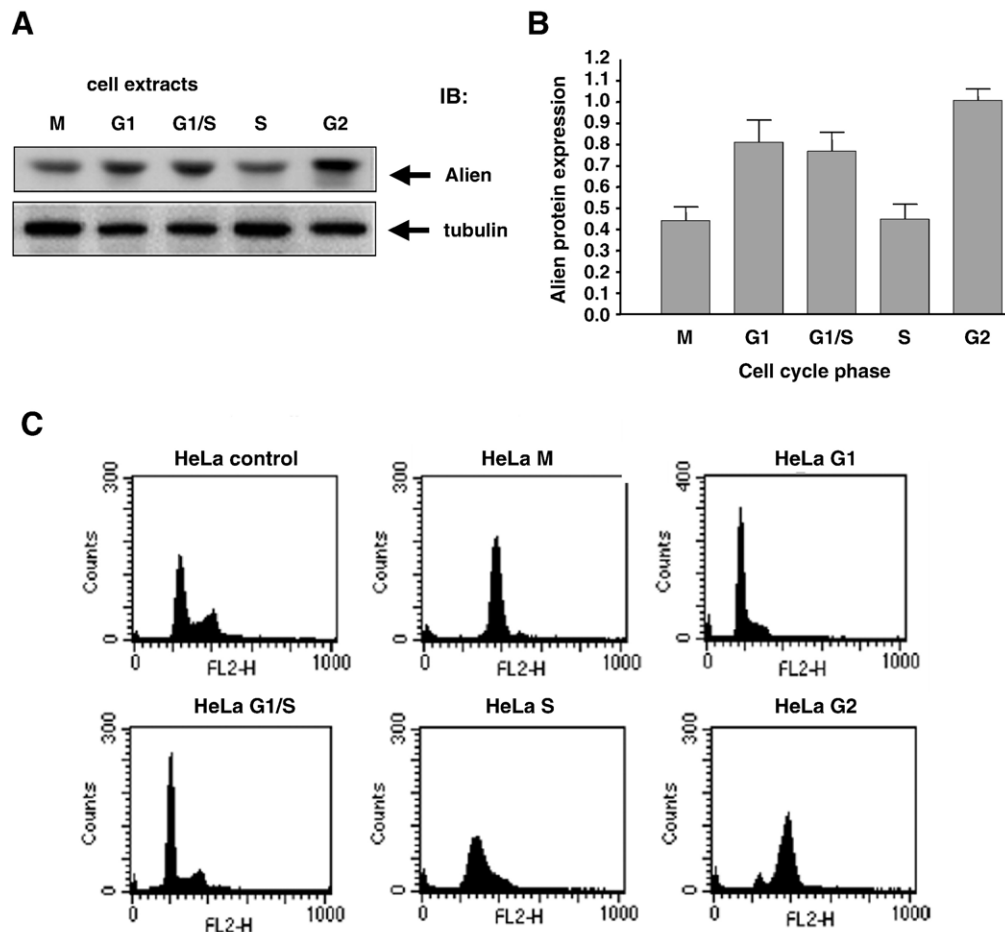 A
cell extracts
IB:
M G1 G1/S S G2
Alien
tubulin
B
Alien protein expression
1.2
1.1
1.0
0.9
0.8
0.7
0.6
0.5
0.4
0.3
0.2
0.1
0.0
M G1 G1/S S G2
Cell cycle phase
C
HeLa control
300
Counts
0
0 1000
FL2-H
HeLa M
300
Counts
0
0 1000
FL2-H
HeLa G1
400
Counts
0
0 1000
FL2-H
HeLa G1/S
300
Counts
0
0 1000
FL2-H
HeLa S
300
Counts
0
0 1000
FL2-H
HeLa G2
300
Counts
0
0 1000
FL2-H